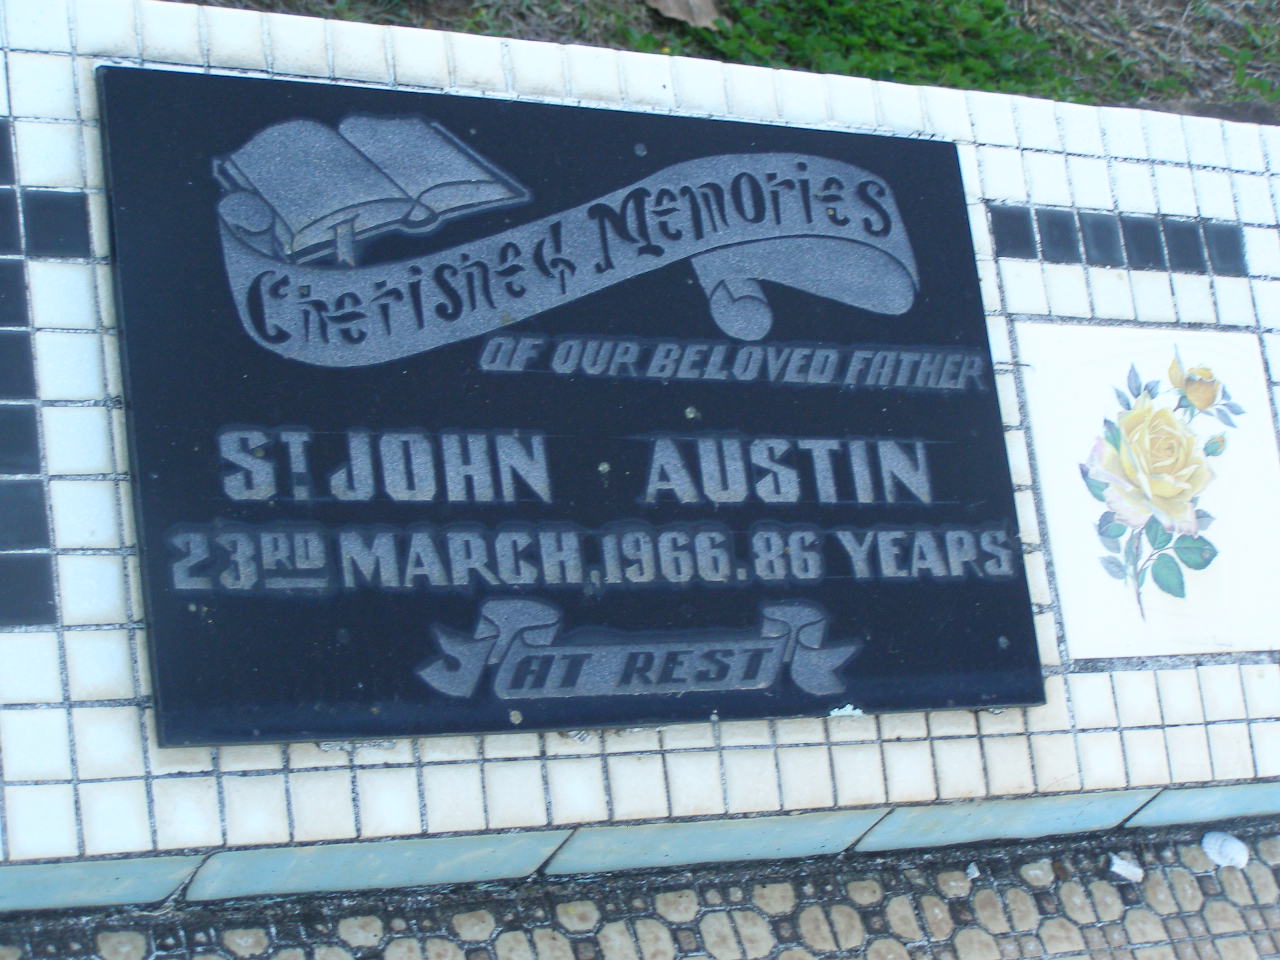 Cherished Memories
OF OUR BELOVED FATHER
ST. JOHN AUSTIN
23RD MARCH, 1966. 86 YEARS
AT REST